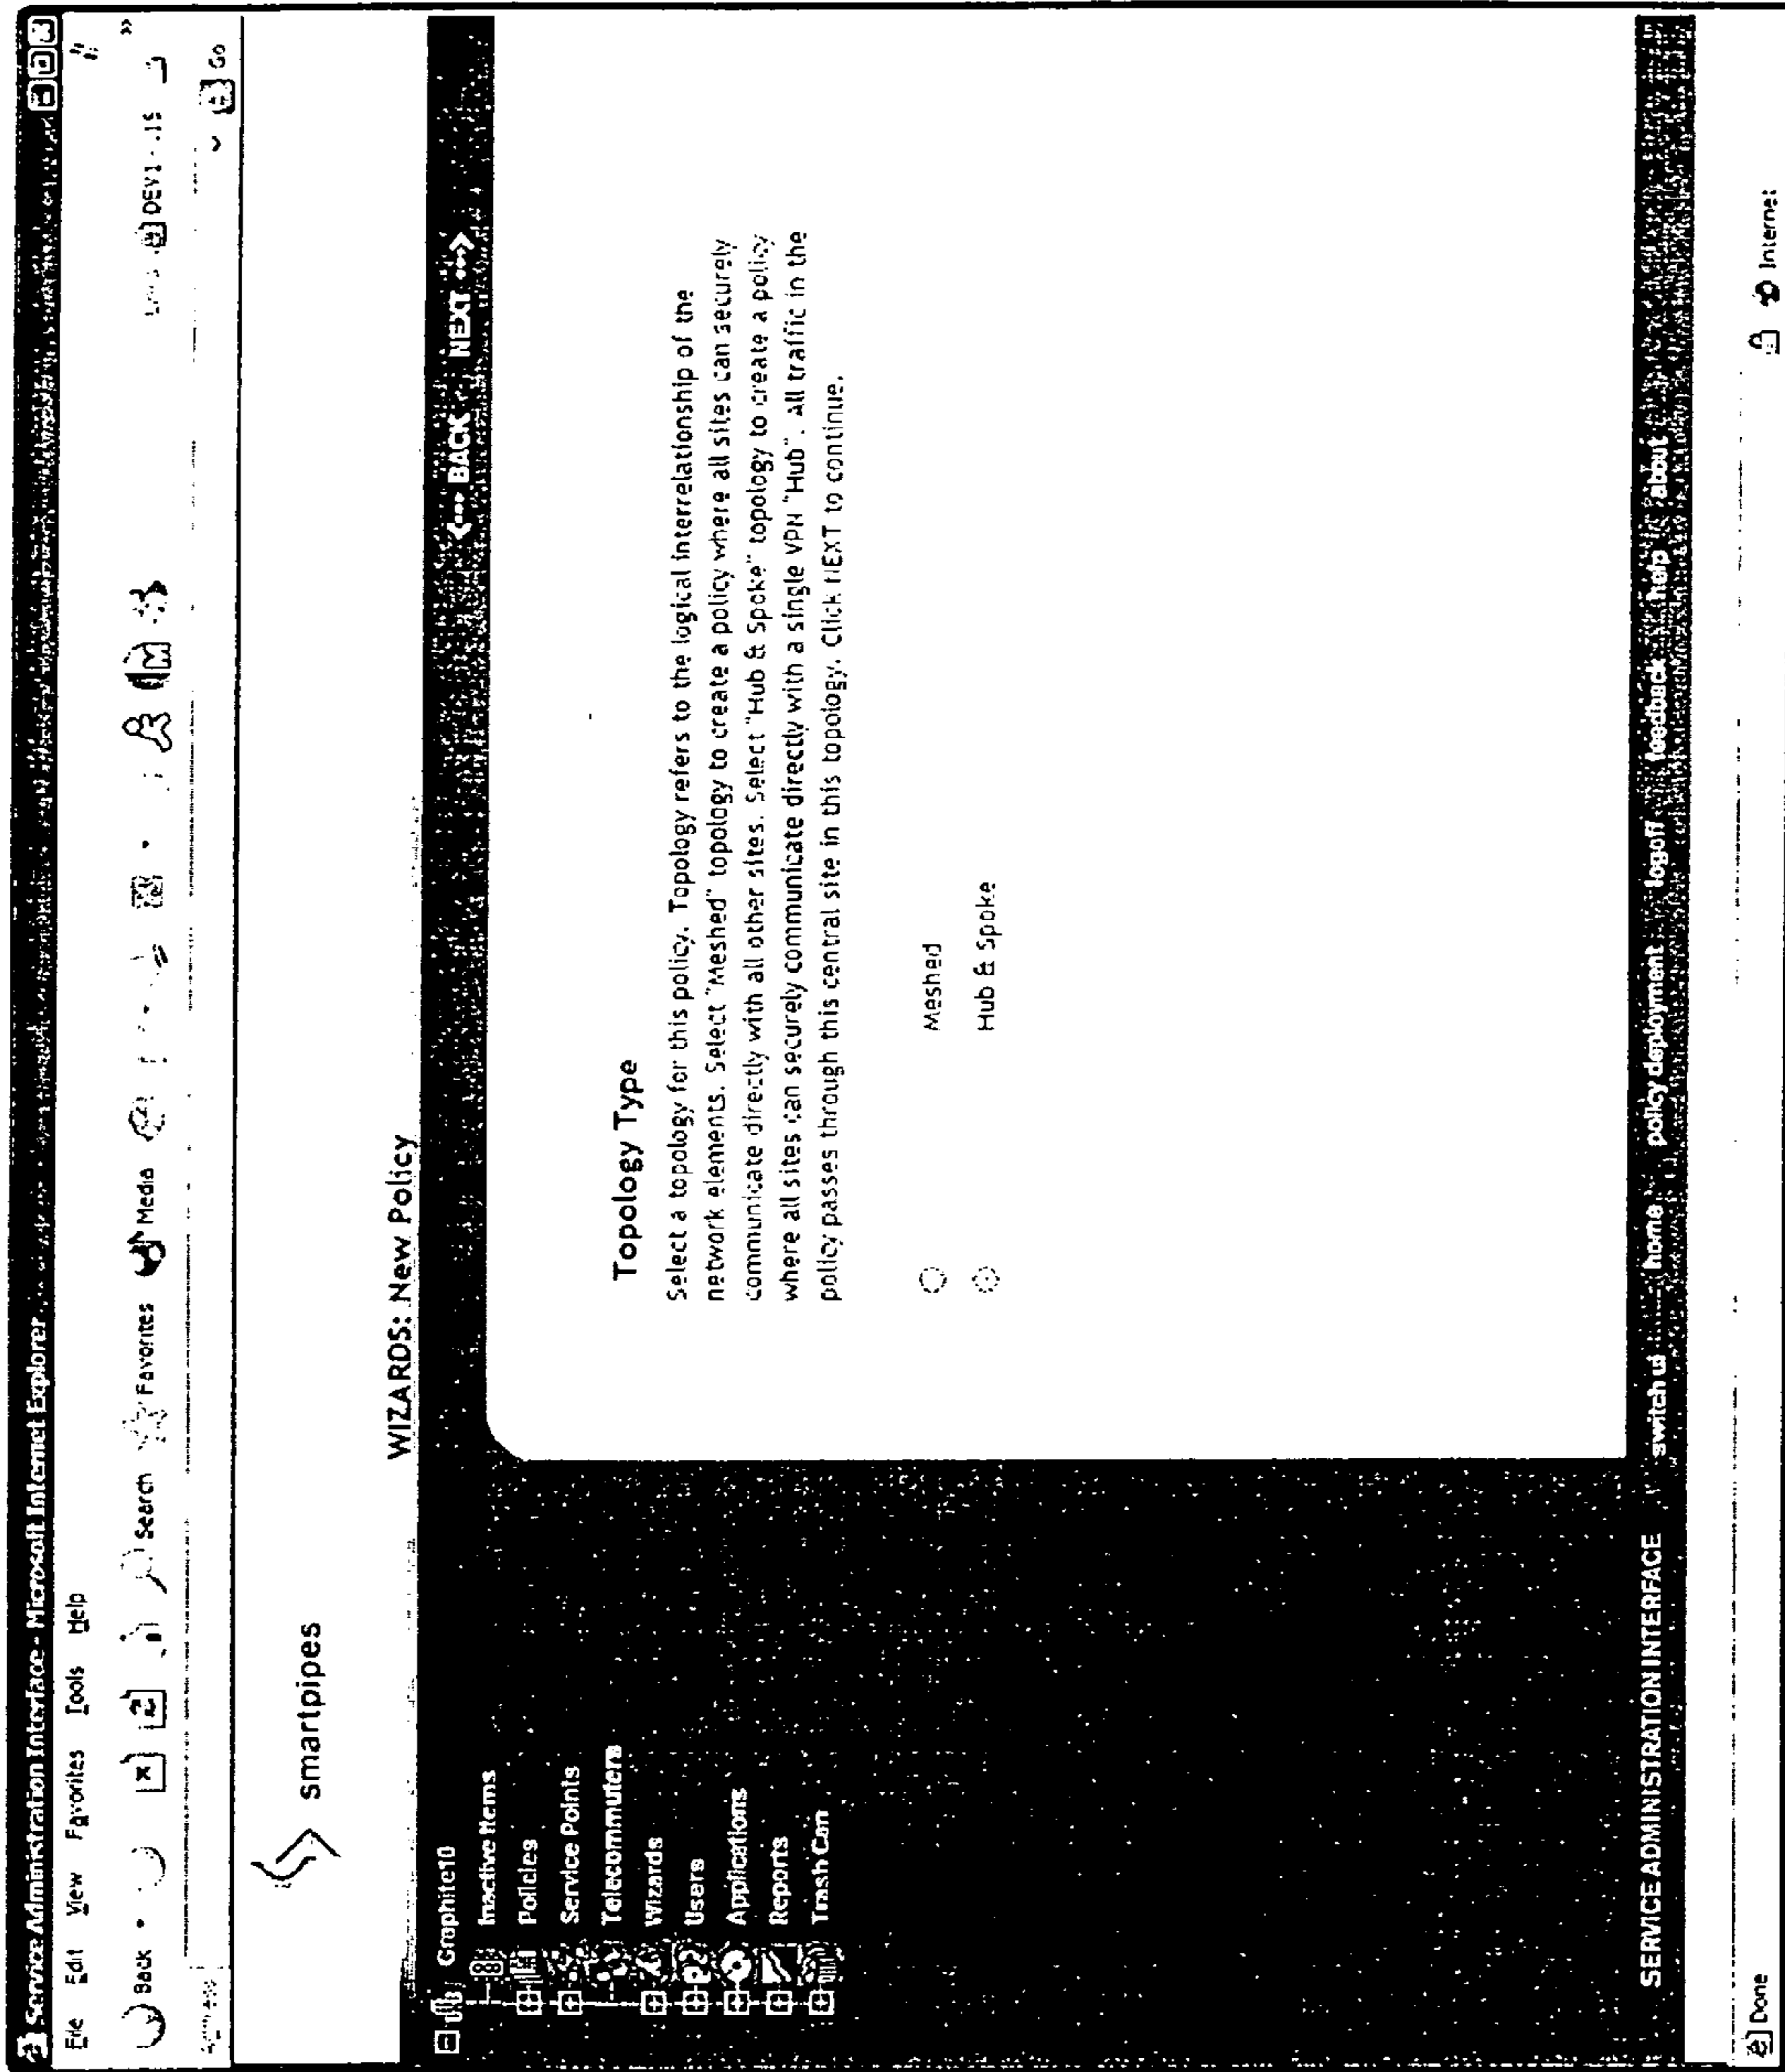 Service Administration Interface - Microsoft Internet Explorer
File Edit View Favorites Tools Help
Back Search Favorites Media
DEV1
Go
smartpipes
WIZARDS: New Policy
<--- BACK NEXT --->
Graphite10
Inactive Items
Policies
Service Points
Telecommuters
Wizards
Users
Applications
Reports
Trash Can
Topology Type
Select a topology for this policy. Topology refers to the logical interrelationship of the
network elements. Select "Meshed" topology to create a policy where all sites can securely
communicate directly with all other sites. Select "Hub & Spoke" topology to create a policy
where all sites can securely communicate directly with a single VPN "Hub". All traffic in the
policy passes through this central site in this topology. Click NEXT to continue.
Meshed
Hub & Spoke
SERVICE ADMINISTRATION INTERFACE
switch us home policy deployment logoff feedback help about
Done Internet